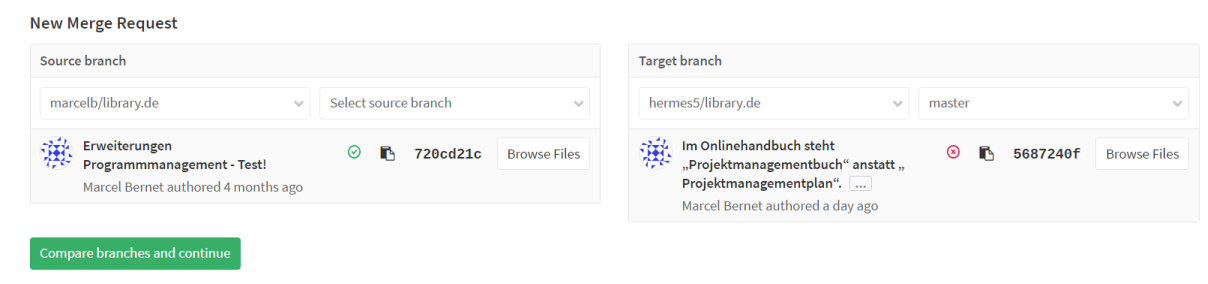 New Merge Request
Source branch
marcelb/library.de
Select source branch
Erweiterungen
Programmmanagement - Test!
Marcel Bernet authored 4 months ago
720cd21c
Browse Files
Target branch
hermes5/library.de
master
Im Onlinehandbuch steht
„Projektmanagementbuch“ anstatt „
Projektmanagementplan“. ...
Marcel Bernet authored a day ago
5687240f
Browse Files
Compare branches and continue